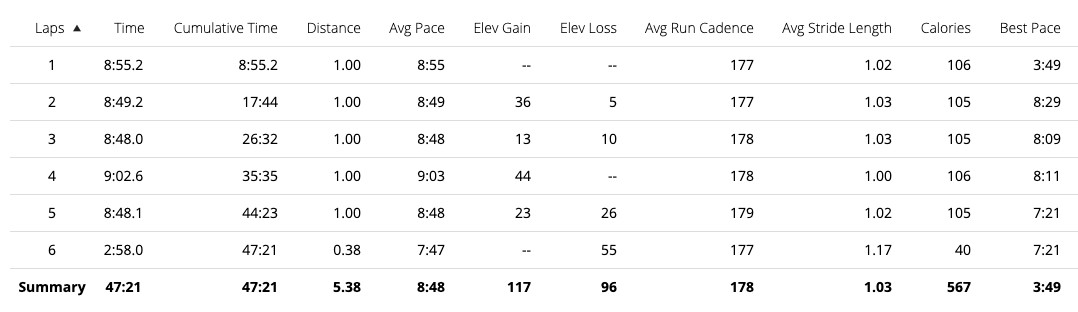 Laps ▲ Time Cumulative Time Distance Avg Pace Elev Gain Elev Loss Avg Run Cadence Avg Stride Length Calories Best Pace
1 8:55.2 8:55.2 1.00 8:55 -- -- 177 1.02 106 3:49
2 8:49.2 17:44 1.00 8:49 36 5 177 1.03 105 8:29
3 8:48.0 26:32 1.00 8:48 13 10 178 1.03 105 8:09
4 9:02.6 35:35 1.00 9:03 44 -- 178 1.00 106 8:11
5 8:48.1 44:23 1.00 8:48 23 26 179 1.02 105 7:21
6 2:58.0 47:21 0.38 7:47 -- 55 177 1.17 40 7:21
Summary 47:21 47:21 5.38 8:48 117 96 178 1.03 567 3:49